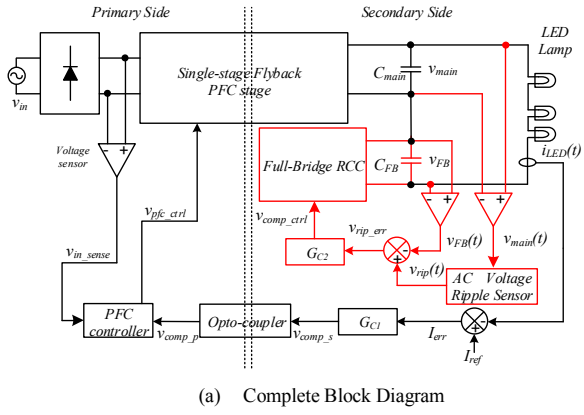 Primary Side
Secondary Side
LED
Lamp
v_in
Single-stage Flyback
PFC stage
C_main
v_main
Voltage
sensor
- +
Full-Bridge RCC
C_FB
v_FB
i_LED(t)
- +
- +
v_pfc_ctrl
v_comp_ctrl
v_rip_err
v_FB(t)
v_main(t)
v_in_sense
G_C2
-
+
v_rip(t)
AC Voltage
Ripple Sensor
PFC
controller
v_comp_p
Opto-coupler
v_comp_s
G_C1
I_err
-
+
I_ref
(a) Complete Block Diagram